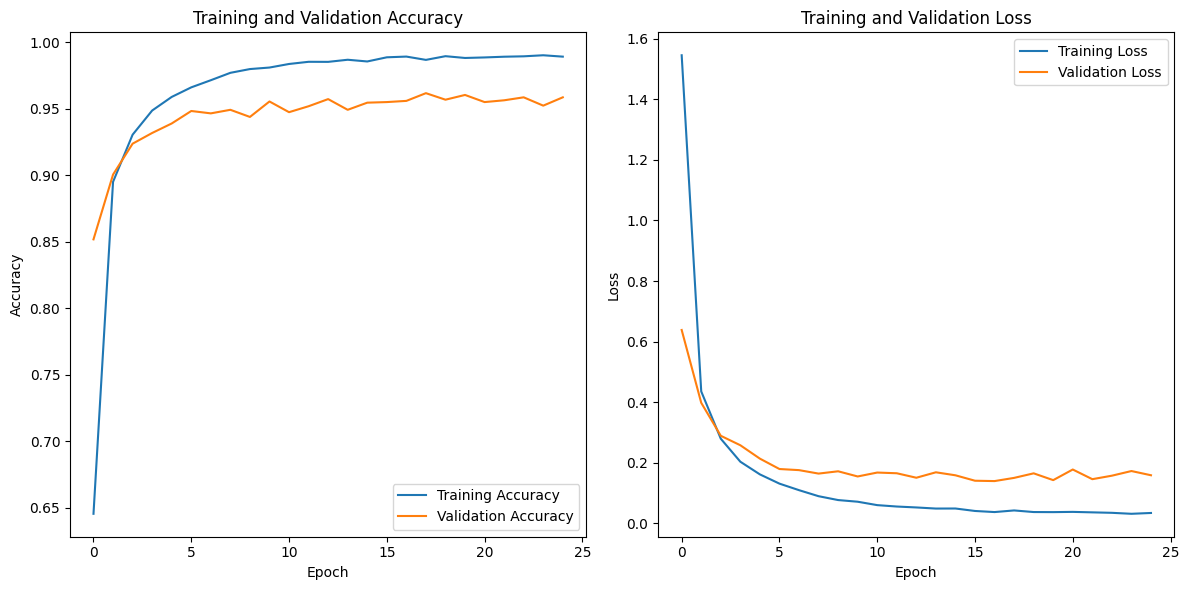 Training and Validation Accuracy
1.00
0.95
0.90
0.85
0.80
0.75
0.70
0.65
Accuracy
Training Accuracy
Validation Accuracy
0 5 10 15 20 25
Epoch
Training and Validation Loss
1.6
1.4
1.2
1.0
0.8
0.6
0.4
0.2
0.0
Loss
Training Loss
Validation Loss
0 5 10 15 20 25
Epoch